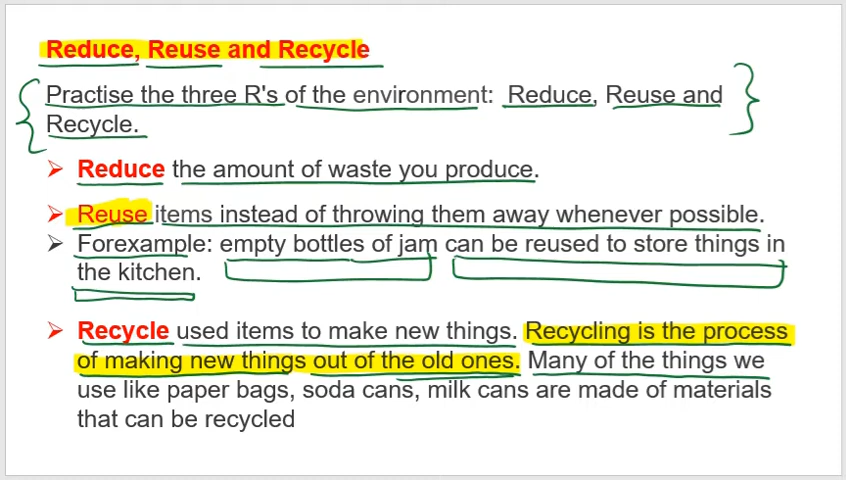 Reduce, Reuse and Recycle
Practise the three R's of the environment: Reduce, Reuse and
Recycle.
➢ Reduce the amount of waste you produce.
➢ Reuse items instead of throwing them away whenever possible.
➢ Forexample: empty bottles of jam can be reused to store things in
the kitchen.
➢ Recycle used items to make new things. Recycling is the process
of making new things out of the old ones. Many of the things we
use like paper bags, soda cans, milk cans are made of materials
that can be recycled